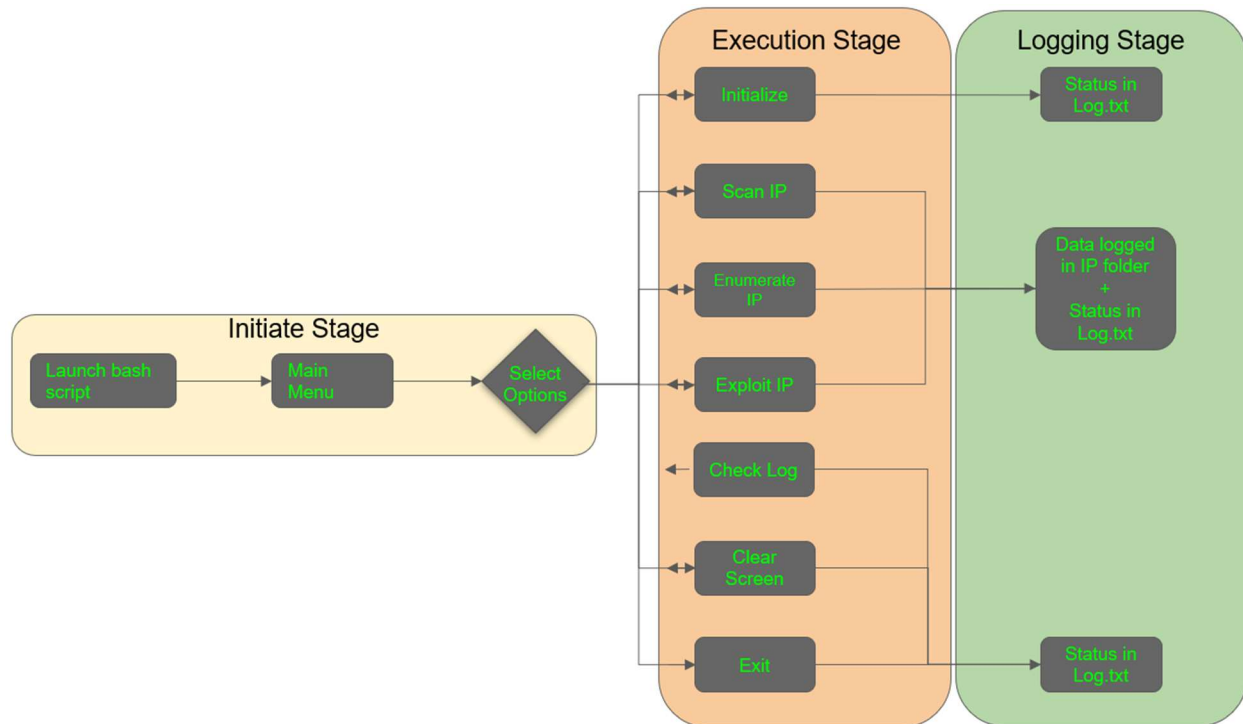 Execution Stage
Logging Stage
Initialize
Status in
Log.txt
Scan IP
Data logged
in IP folder
+
Status in
Log.txt
Enumerate
IP
Initiate Stage
Launch bash
script
Main
Menu
Select
Options
Exploit IP
Check Log
Clear
Screen
Exit
Status in
Log.txt